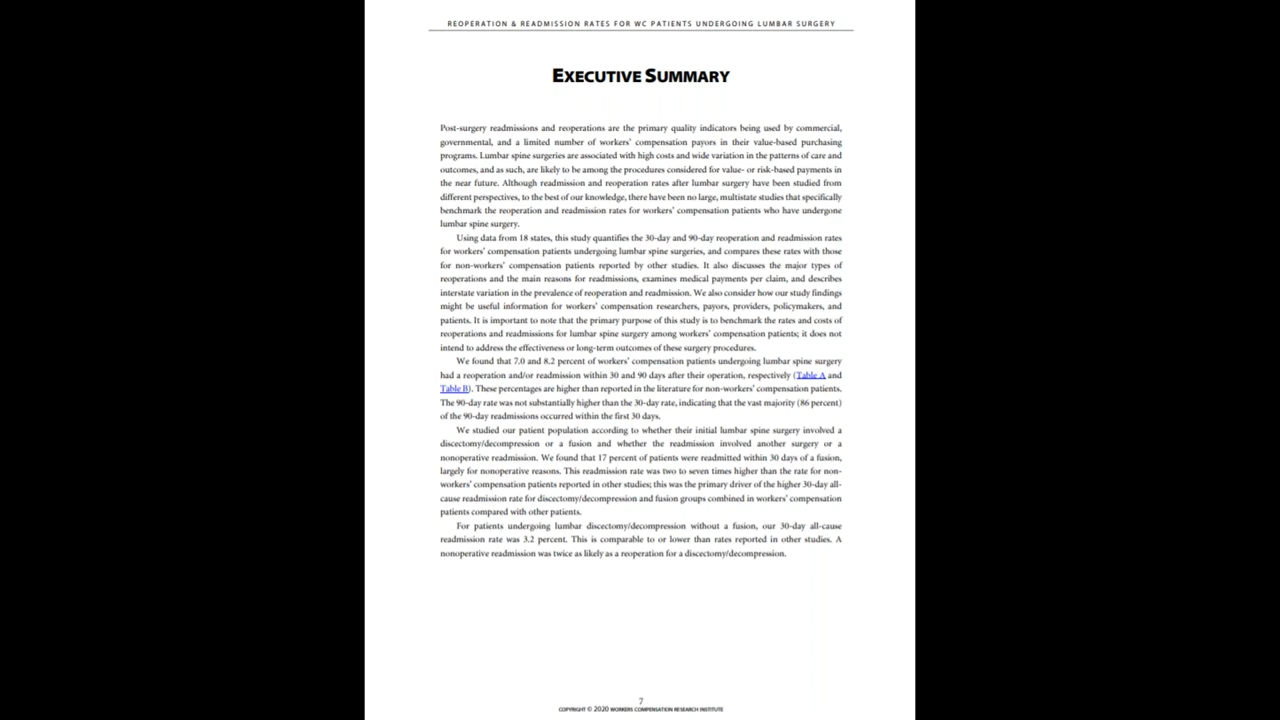 REOPERATION & READMISSION RATES FOR WC PATIENTS UNDERGOING LUMBAR SURGERY
EXECUTIVE SUMMARY
Post-surgery readmissions and reoperations are the primary quality indicators being used by commercial,
governmental, and a limited number of workers' compensation payors in their value-based purchasing
programs. Lumbar spine surgeries are associated with high costs and wide variation in the patterns of care and
outcomes, and as such, are likely to be among the procedures considered for value- or risk-based payments in
the near future. Although readmission and reoperation rates after lumbar surgery have been studied from
different perspectives, to the best of our knowledge, there have been no large, multistate studies that specifically
benchmark the reoperation and readmission rates for workers' compensation patients who have undergone
lumbar spine surgery.
Using data from 18 states, this study quantifies the 30-day and 90-day reoperation and readmission rates
for workers' compensation patients undergoing lumbar spine surgeries, and compares these rates with those
for non-workers' compensation patients reported by other studies. It also discusses the major types of
reoperations and the main reasons for readmissions, examines medical payments per claim, and describes
interstate variation in the prevalence of reoperation and readmission. We also consider how our study findings
might be useful information for workers' compensation researchers, payors, providers, policymakers, and
patients. It is important to note that the primary purpose of this study is to benchmark the rates and costs of
reoperations and readmissions for lumbar spine surgery among workers' compensation patients; it does not
intend to address the effectiveness or long-term outcomes of these surgery procedures.
We found that 7.0 and 8.2 percent of workers' compensation patients undergoing lumbar spine surgery
had a reoperation and/or readmission within 30 and 90 days after their operation, respectively (Table A and
Table B). These percentages are higher than reported in the literature for non-workers' compensation patients.
The 90-day rate was not substantially higher than the 30-day rate, indicating that the vast majority (86 percent)
of the 90-day readmissions occurred within the first 30 days.
We studied our patient population according to whether their initial lumbar spine surgery involved a
discectomy/decompression or a fusion and whether the readmission involved another surgery or a
nonoperative readmission. We found that 17 percent of patients were readmitted within 30 days of a fusion,
largely for nonoperative reasons. This readmission rate was two to seven times higher than the rate for non-
workers' compensation patients reported in other studies; this was the primary driver of the higher 30-day all-
cause readmission rate for discectomy/decompression and fusion groups combined in workers' compensation
patients compared with other patients.
For patients undergoing lumbar discectomy/decompression without a fusion, our 30-day all-cause
readmission rate was 3.2 percent. This is comparable to or lower than rates reported in other studies. A
nonoperative readmission was twice as likely as a reoperation for a discectomy/decompression.
7
COPYRIGHT © 2020 WORKERS COMPENSATION RESEARCH INSTITUTE